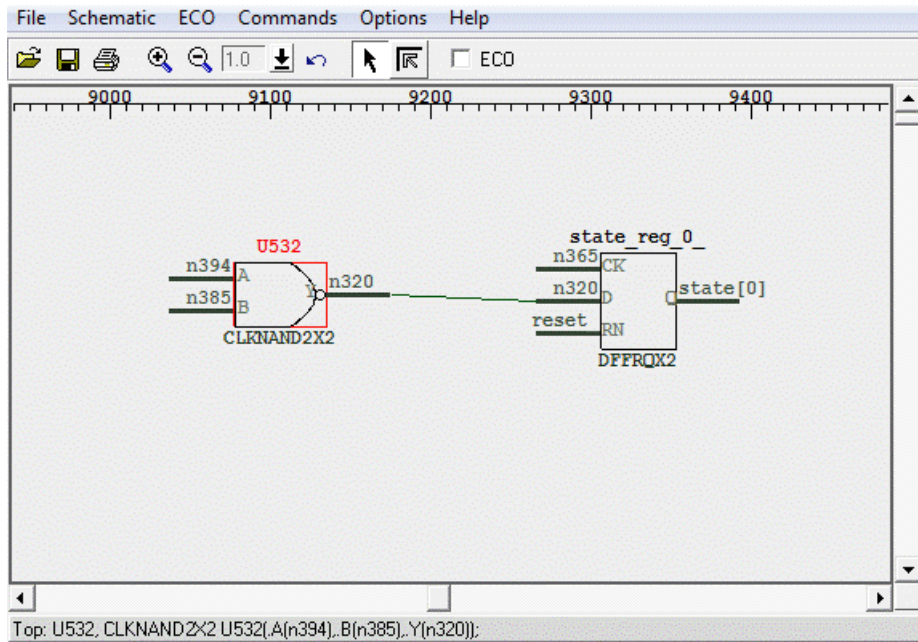 File Schematic ECO Commands Options Help
1.0 ECO
9000 9100 9200 9300 9400
U532
n394 A
n385 B
Y n320
CLKNAND2X2
state_reg_0_
n365 CK
n320 D Q state[0]
reset RN
DFFRQX2
Top: U532, CLKNAND2X2 U532(.A(n394),.B(n385),.Y(n320));